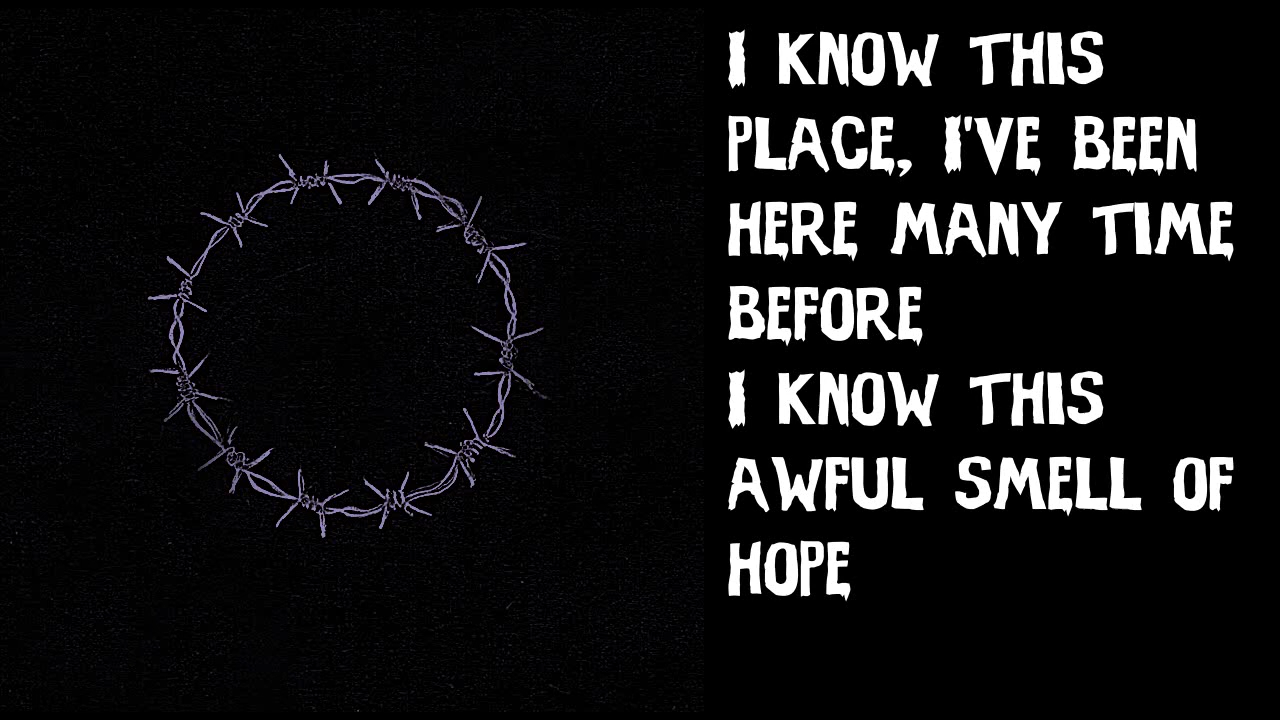 I KNOW THIS
PLACE, I'VE BEEN
HERE MANY TIME
BEFORE
I KNOW THIS
AWFUL SMELL OF
HOPE